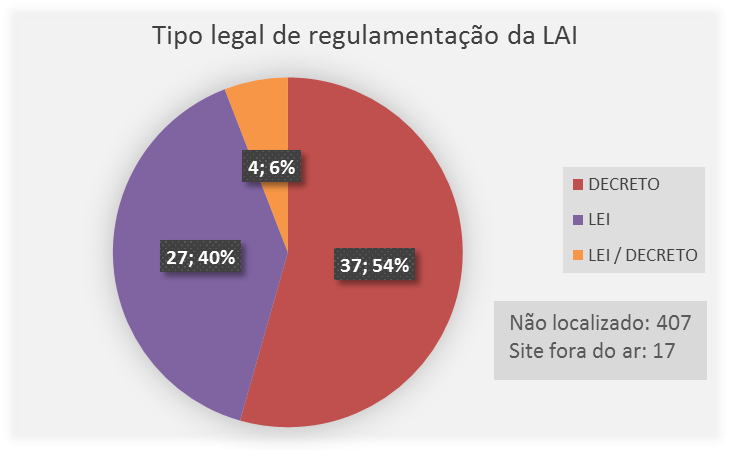 Tipo legal de regulamentação da LAI
4; 6%
27; 40%
37; 54%
DECRETO
LEI
LEI / DECRETO
Não localizado: 407
Site fora do ar: 17